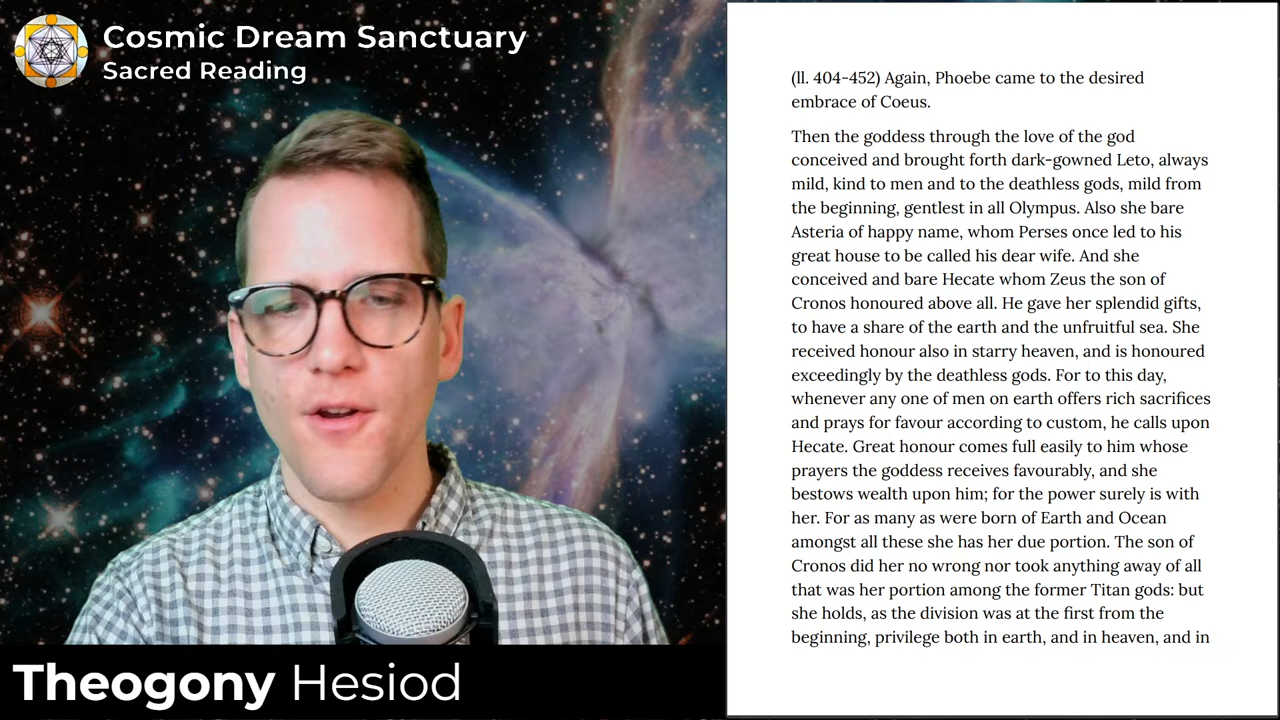 Cosmic Dream Sanctuary
Sacred Reading
(ll. 404-452) Again, Phoebe came to the desired
embrace of Coeus.
Then the goddess through the love of the god
conceived and brought forth dark-gowned Leto, always
mild, kind to men and to the deathless gods, mild from
the beginning, gentlest in all Olympus. Also she bare
Asteria of happy name, whom Perses once led to his
great house to be called his dear wife. And she
conceived and bare Hecate whom Zeus the son of
Cronos honoured above all. He gave her splendid gifts,
to have a share of the earth and the unfruitful sea. She
received honour also in starry heaven, and is honoured
exceedingly by the deathless gods. For to this day,
whenever any one of men on earth offers rich sacrifices
and prays for favour according to custom, he calls upon
Hecate. Great honour comes full easily to him whose
prayers the goddess receives favourably, and she
bestows wealth upon him; for the power surely is with
her. For as many as were born of Earth and Ocean
amongst all these she has her due portion. The son of
Cronos did her no wrong nor took anything away of all
that was her portion among the former Titan gods: but
she holds, as the division was at the first from the
beginning, privilege both in earth, and in heaven, and in
Theogony Hesiod